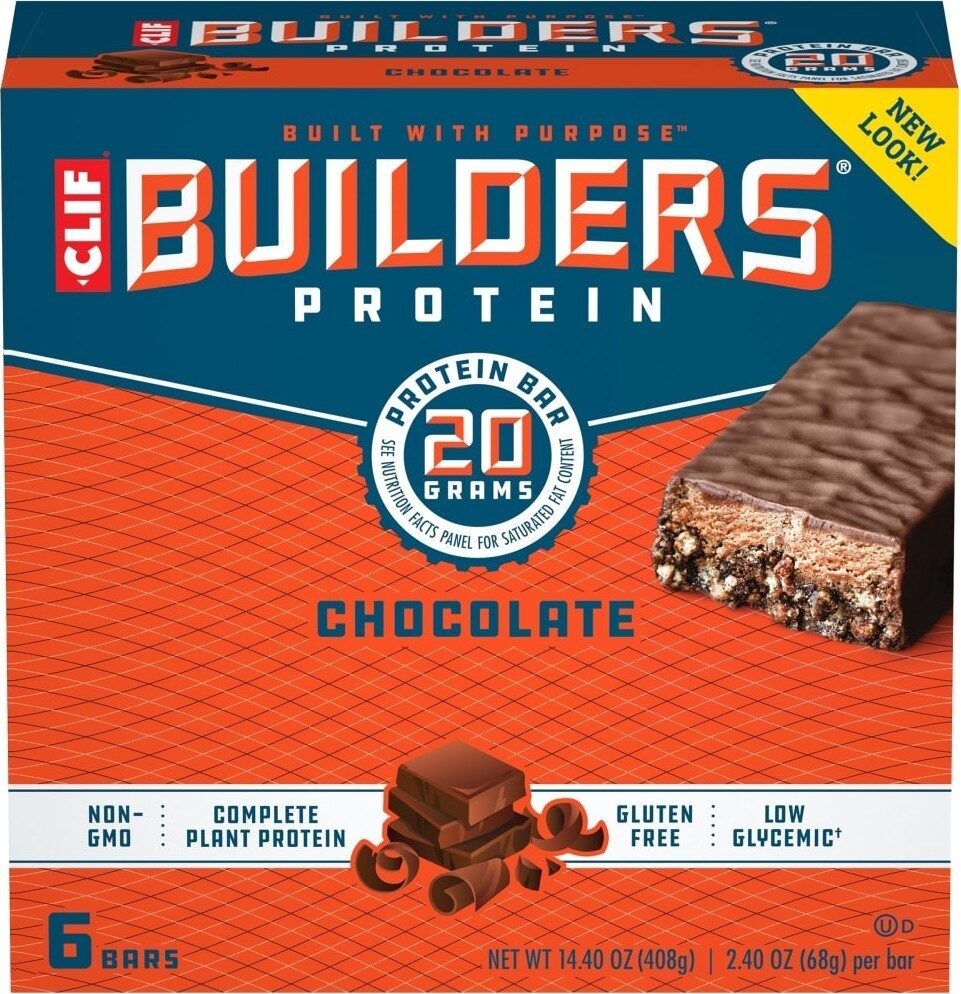 BUILT WITH PURPOSE™
CLIF BUILDERS®
PROTEIN
CHOCOLATE
PROTEIN BAR
20
GRAMS
BUILT WITH PURPOSE™
CLIF® BUILDERS®
PROTEIN
NEW
LOOK!
PROTEIN BAR
20
GRAMS
SEE NUTRITION FACTS PANEL FOR SATURATED FAT CONTENT
CHOCOLATE
NON-
GMO
COMPLETE
PLANT PROTEIN
GLUTEN
FREE
LOW
GLYCEMIC†
6 BARS
U D
NET WT 14.40 OZ (408g) | 2.40 OZ (68g) per bar